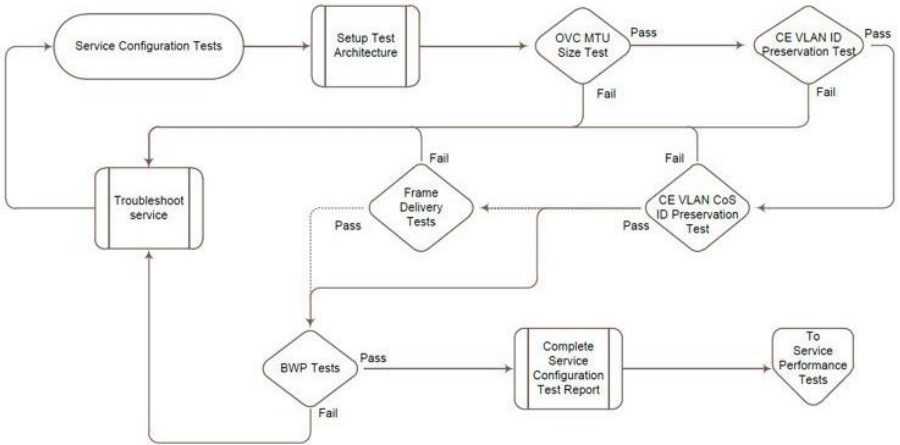 Service Configuration Tests
Setup Test
Architecture
OVC MTU
Size Test
Pass
CE VLAN ID
Preservation Test
Pass
Fail
Fail
Troubleshoot
service
Fail
Frame
Delivery
Tests
Pass
Fail
CE VLAN CoS
ID Preservation
Test
Pass
BWP Tests
Pass
Fail
Complete
Service
Configuration
Test Report
To
Service
Performance
Tests